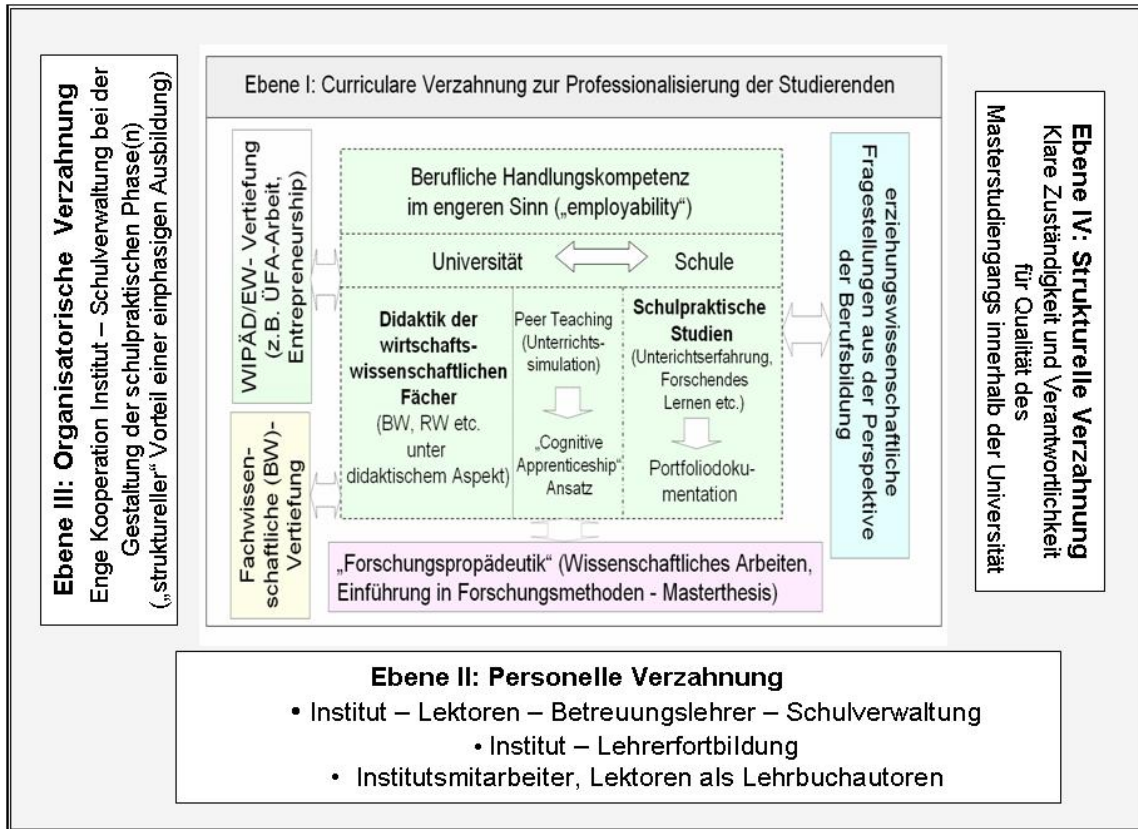 Ebene I: Curriculare Verzahnung zur Professionalisierung der Studierenden
Ebene III: Organisatorische Verzahnung
Enge Kooperation Institut – Schulverwaltung bei der
Gestaltung der schulpraktischen Phase(n)
(„struktureller“ Vorteil einer einphasigen Ausbildung)
WIPÄD/EW- Vertiefung
(z.B. ÜFA-Arbeit,
Entrepreneurship)
Fachwissen-
schaftliche (BW)-
Vertiefung
Berufliche Handlungskompetenz
im engeren Sinn („employability“)
Universität
Schule
Didaktik der
wirtschafts-
wissenschaftlichen
Fächer
(BW, RW etc.
unter
didaktischem Aspekt)
Peer Teaching
(Unterrichts-
simulation)
„Cognitive
Apprenticeship“
Ansatz
Schulpraktische
Studien
(Unterichtserfahrung,
Forschendes
Lernen etc.)
Portfoliodoku-
mentation
erziehungswissenschaftliche
Fragestellungen aus der Perspektive
der Berufsbildung
„Forschungspropädeutik“ (Wissenschaftliches Arbeiten,
Einführung in Forschungsmethoden - Masterthesis)
Ebene IV: Strukturelle Verzahnung
Klare Zuständigkeit und Verantwortlichkeit
für Qualität des
Masterstudiengangs innerhalb der Universität
Ebene II: Personelle Verzahnung
• Institut – Lektoren – Betreuungslehrer – Schulverwaltung
• Institut – Lehrerfortbildung
• Institutsmitarbeiter, Lektoren als Lehrbuchautoren